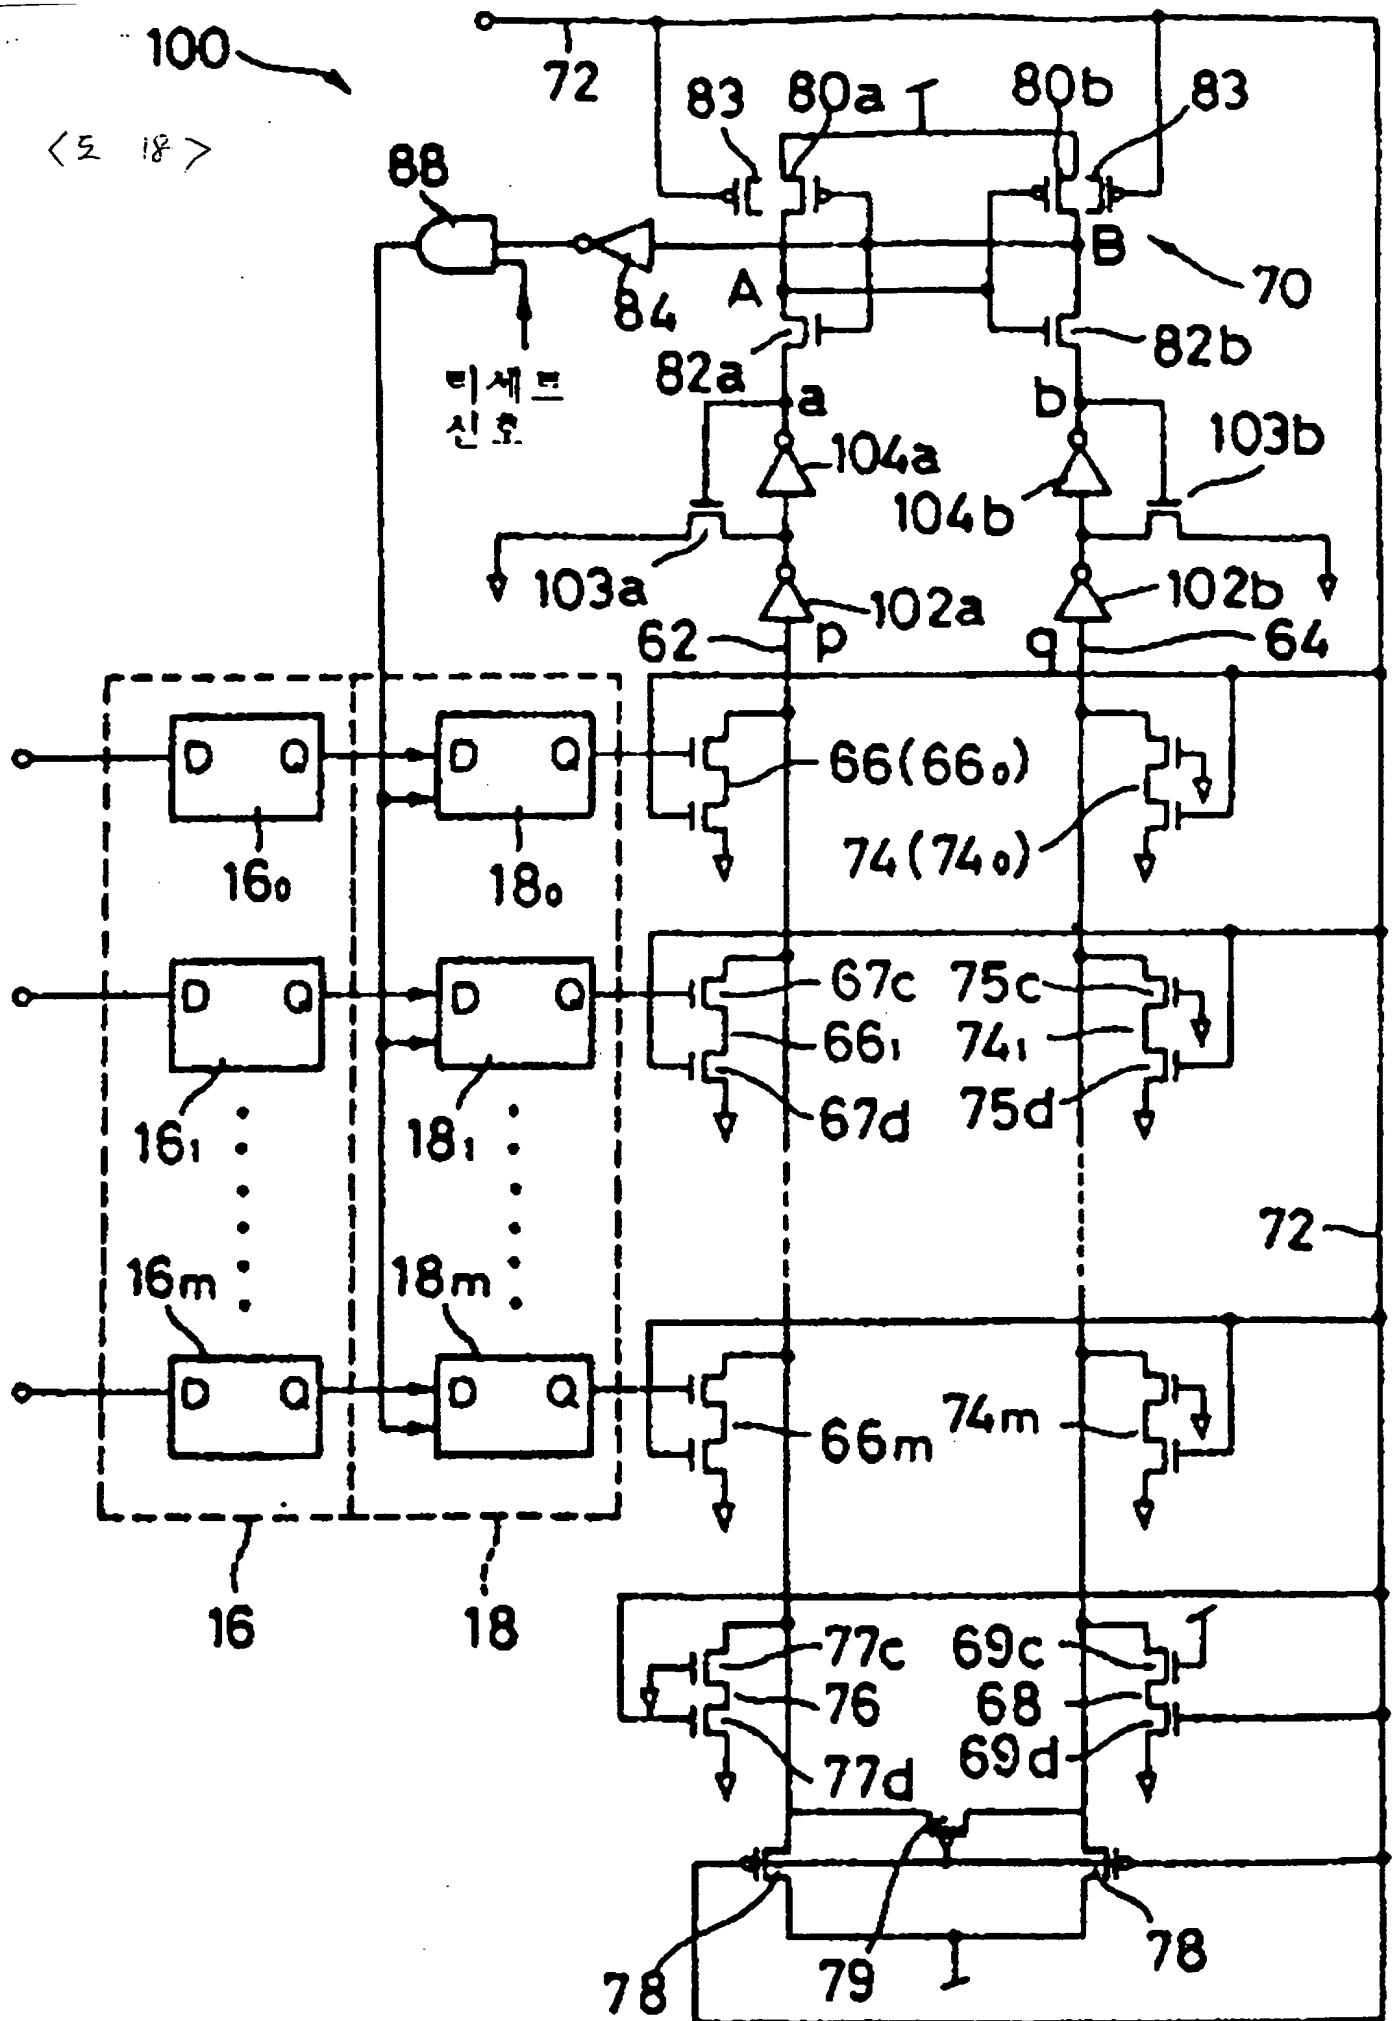 100
72
83
80a
80b
83
<도 18>
88
B
70
A
84
82a
82b
리세트
신호
a
b
103b
104a
104b
103a
102a
102b
62
p
q
64
D Q
D Q
66(66₀)
74(74₀)
16₀
18₀
D Q
D Q
67c
75c
66₁
74₁
67d
75d
16₁
18₁
72
16m
18m
D Q
D Q
66m
74m
16
18
77c
69c
76
68
77d
69d
78
79
78